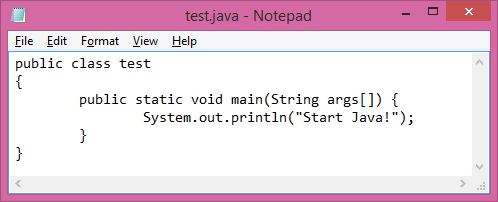 test.java - Notepad
File Edit Format View Help
public class test
{
        public static void main(String args[]) {
                System.out.println("Start Java!");
        }
}